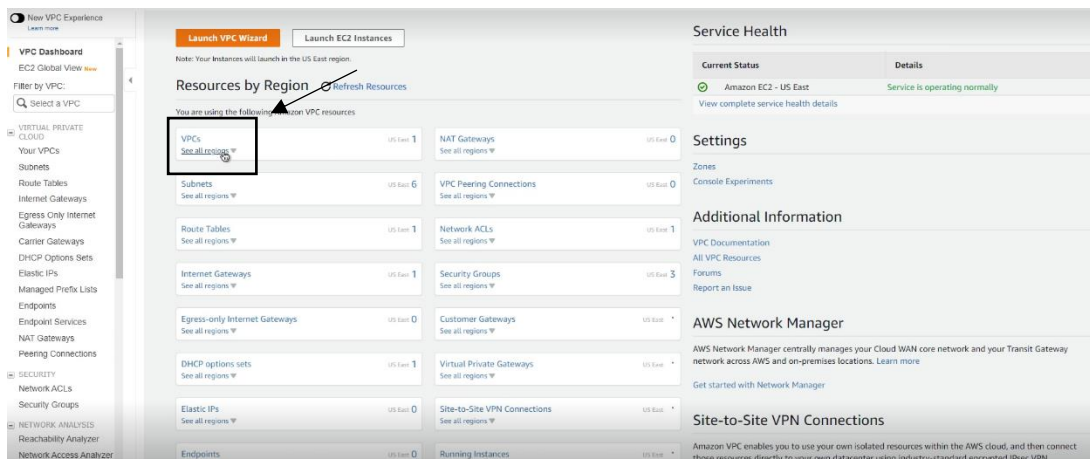 New VPC Experience
Learn more
VPC Dashboard
EC2 Global View New
Filter by VPC:
Select a VPC
VIRTUAL PRIVATE
CLOUD
Your VPCs
Subnets
Route Tables
Internet Gateways
Egress Only Internet
Gateways
Carrier Gateways
DHCP Options Sets
Elastic IPs
Managed Prefix Lists
Endpoints
Endpoint Services
NAT Gateways
Peering Connections
SECURITY
Network ACLs
Security Groups
NETWORK ANALYSIS
Reachability Analyzer
Network Access Analyzer
Launch VPC Wizard Launch EC2 Instances
Note: Your Instances will launch in the US East region.
Resources by Region Refresh Resources
You are using the following Amazon VPC resources
VPCs US East 1
See all regions
NAT Gateways US East 0
See all regions
Subnets US East 6
See all regions
VPC Peering Connections US East 0
See all regions
Route Tables US East 1
See all regions
Network ACLs US East 1
See all regions
Internet Gateways US East 1
See all regions
Security Groups US East 3
See all regions
Egress-only Internet Gateways US East 0
See all regions
Customer Gateways US East
See all regions
DHCP options sets US East 1
See all regions
Virtual Private Gateways US East
See all regions
Elastic IPs US East 0
See all regions
Site-to-Site VPN Connections US East
See all regions
Endpoints US East 0
Running Instances US East
Service Health
Current Status Details
Amazon EC2 - US East Service is operating normally
View complete service health details
Settings
Zones
Console Experiments
Additional Information
VPC Documentation
All VPC Resources
Forums
Report an Issue
AWS Network Manager
AWS Network Manager centrally manages your Cloud WAN core network and your Transit Gateway
network across AWS and on-premises locations. Learn more
Get started with Network Manager
Site-to-Site VPN Connections
Amazon VPC enables you to use your own isolated resources within the AWS cloud, and then connect
those resources directly to your own datacenter using industry-standard encrypted IPsec VPN